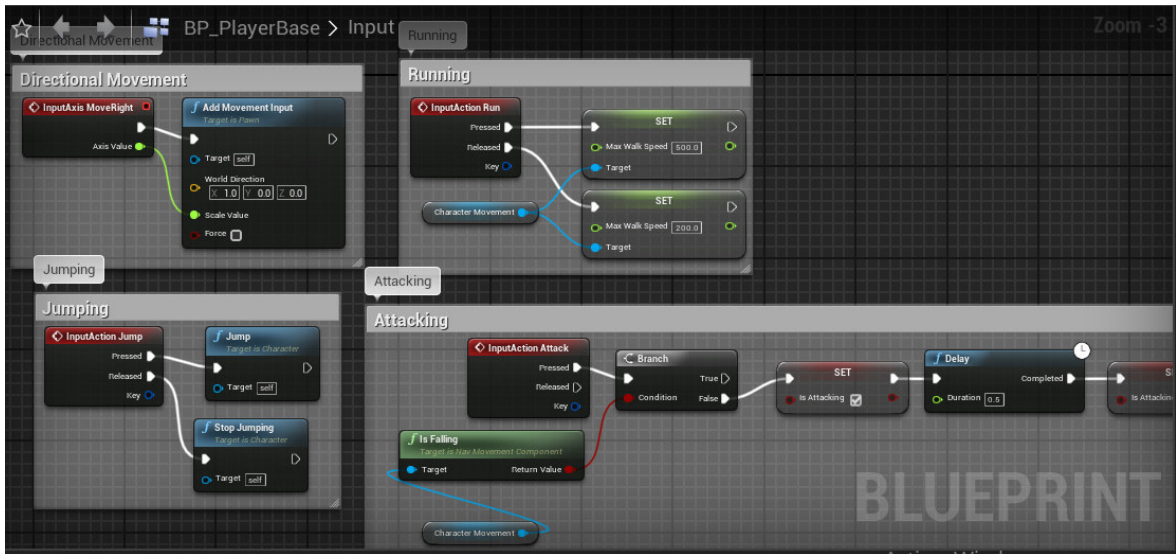 BP_PlayerBase > Input
Zoom -3
Directional Movement
Directional Movement
InputAxis MoveRight
Axis Value
Add Movement Input
Target is Pawn
Target self
World Direction
X 1.0 Y 0.0 Z 0.0
Scale Value
Force
Running
Running
InputAction Run
Pressed
Released
Key
Character Movement
SET
Max Walk Speed 500.0
Target
SET
Max Walk Speed 200.0
Target
Jumping
Jumping
InputAction Jump
Pressed
Released
Key
Jump
Target is Character
Target self
Stop Jumping
Target is Character
Target self
Attacking
Attacking
InputAction Attack
Pressed
Released
Key
Is Falling
Target is Nav Movement Component
Target Return Value
Character Movement
Branch
True
Condition False
SET
Is Attacking
Delay
Completed
Duration 0.5
Is Attackin
BLUEPRINT